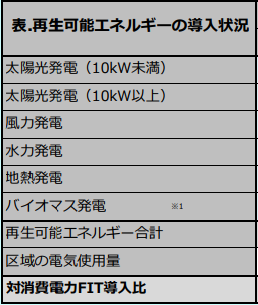 表.再生可能エネルギーの導入状況
太陽光発電（10kW未満）
太陽光発電（10kW以上）
風力発電
水力発電
地熱発電
バイオマス発電 ※1
再生可能エネルギー合計
区域の電気使用量
対消費電力FIT導入比